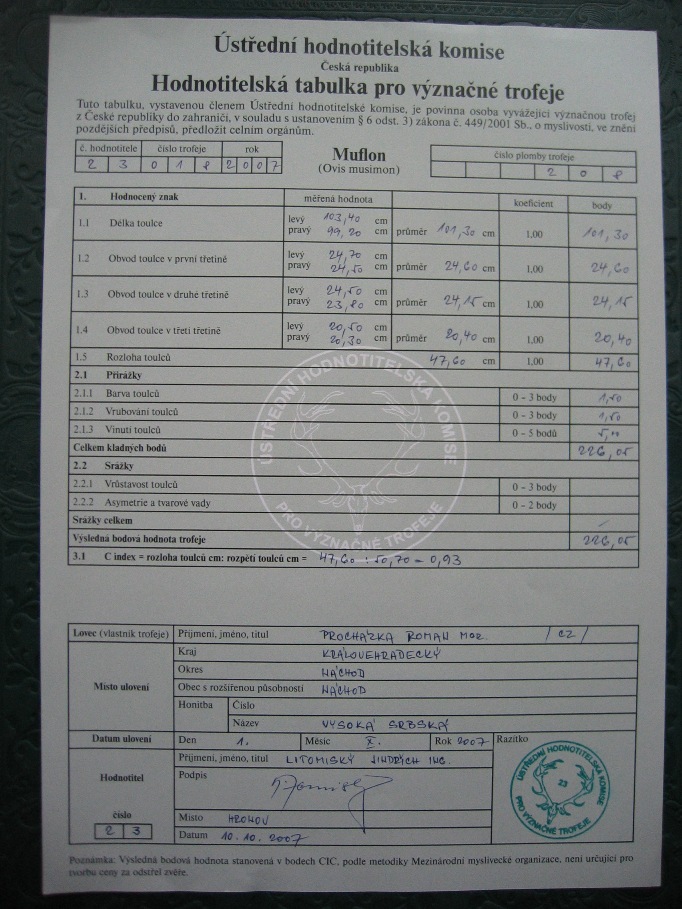 Ústřední hodnotitelská komise
Česká republika
Hodnotitelská tabulka pro význačné trofeje
Tuto tabulku, vystavenou členem Ústřední hodnotitelské komise, je povinna osoba vyvážející význačnou trofej
z České republiky do zahraničí, v souladu s ustanovením § 6 odst. 3) zákona č. 449/2001 Sb., o myslivosti, ve znění
pozdějších předpisů, předložit celním orgánům.
č. hodnotitele číslo trofeje rok
2 3 0 1 8 2 0 0 7
Muflon
(Ovis musimon)
číslo plomby trofeje
2 0 8
1. Hodnocený znak měřená hodnota koeficient body
1.1 Délka toulce levý 103,40 cm
pravý 99,20 cm průměr 101,30 cm 1,00 101,30
1.2 Obvod toulce v první třetině levý 24,70 cm
pravý 24,50 cm průměr 24,60 cm 1,00 24,60
1.3 Obvod toulce v druhé třetině levý 24,50 cm
pravý 23,80 cm průměr 24,15 cm 1,00 24,15
1.4 Obvod toulce v třetí třetině levý 20,50 cm
pravý 20,30 cm průměr 20,40 cm 1,00 20,40
1.5 Rozloha toulců 47,60 cm 1,00 47,60
2.1 Přirážky
2.1.1 Barva toulců 0 – 3 body 1,50
2.1.2 Vrubování toulců 0 – 3 body 1,50
2.1.3 Vinutí toulců 0 – 5 bodů 5,00
Celkem kladných bodů 226,05
2.2 Srážky
2.2.1 Vrůstavost toulců 0 – 3 body
2.2.2 Asymetrie a tvarové vady 0 – 2 body
Srážky celkem –
Výsledná bodová hodnota trofeje 226,05
3.1 C index = rozloha toulců cm: rozpětí toulců cm = 47,60 : 50,70 = 0,93
ÚSTŘEDNÍ HODNOTITELSKÁ KOMISE
PRO VÝZNAČNÉ TROFEJE
Lovec (vlastník trofeje) Příjmení, jméno, titul PROCHÁZKA ROMAN MOR. /CZ/
Místo ulovení
Kraj KRÁLOVEHRADECKÝ
Okres NÁCHOD
Obec s rozšířenou působností NÁCHOD
Honitba Číslo
Název VYSOKÁ SRBSKÁ
Datum ulovení Den 1. Měsíc X. Rok 2007 Razítko
Hodnotitel
Příjmení, jméno, titul LITOMISKÝ JINDŘICH ING.
Podpis
číslo
2 3
Místo HRONOV
Datum 10.10.2007
ÚSTŘEDNÍ HODNOTITELSKÁ KOMISE
23
PRO VÝZNAČNÉ TROFEJE
Poznámka: Výsledná bodová hodnota stanovená v bodech CIC, podle metodiky Mezinárodní myslivecké organizace, není určující pro
tvorbu ceny za odstřel zvěře.